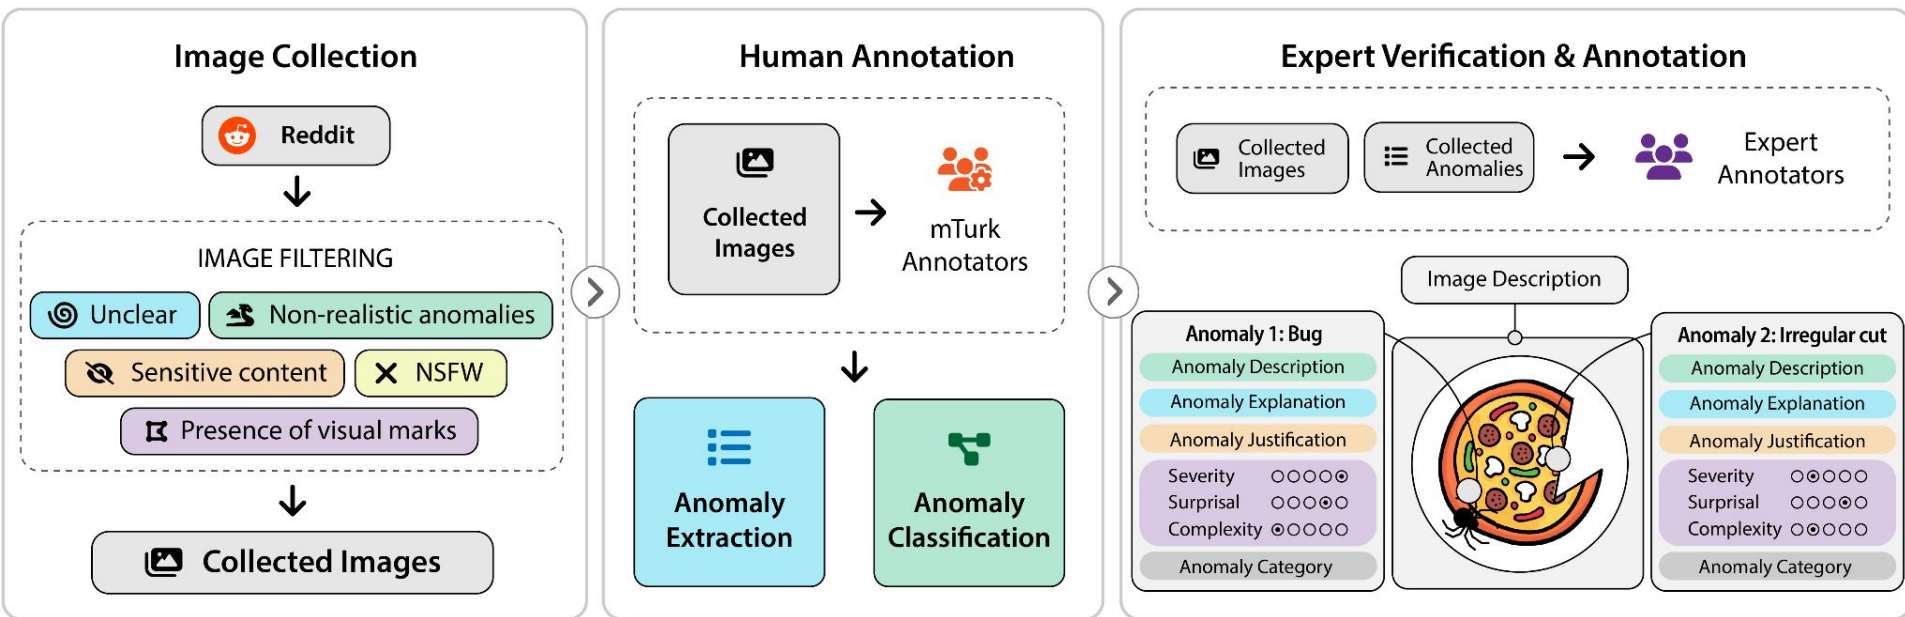 Image Collection
Reddit
IMAGE FILTERING
Unclear
Non-realistic anomalies
Sensitive content
NSFW
Presence of visual marks
Collected Images
Human Annotation
Collected
Images
mTurk
Annotators
Anomaly
Extraction
Anomaly
Classification
Expert Verification & Annotation
Collected
Images
Collected
Anomalies
Expert
Annotators
Image Description
Anomaly 1: Bug
Anomaly Description
Anomaly Explanation
Anomaly Justification
Severity
Surprisal
Complexity
Anomaly Category
Anomaly 2: Irregular cut
Anomaly Description
Anomaly Explanation
Anomaly Justification
Severity
Surprisal
Complexity
Anomaly Category